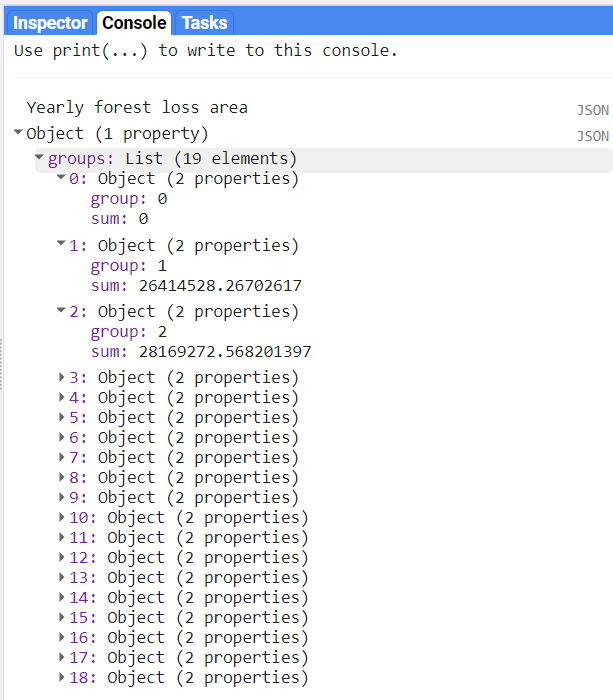 Inspector Console Tasks
Use print(...) to write to this console.
Yearly forest loss area JSON
Object (1 property) JSON
groups: List (19 elements)
0: Object (2 properties)
group: 0
sum: 0
1: Object (2 properties)
group: 1
sum: 26414528.26702617
2: Object (2 properties)
group: 2
sum: 28169272.568201397
3: Object (2 properties)
4: Object (2 properties)
5: Object (2 properties)
6: Object (2 properties)
7: Object (2 properties)
8: Object (2 properties)
9: Object (2 properties)
10: Object (2 properties)
11: Object (2 properties)
12: Object (2 properties)
13: Object (2 properties)
14: Object (2 properties)
15: Object (2 properties)
16: Object (2 properties)
17: Object (2 properties)
18: Object (2 properties)